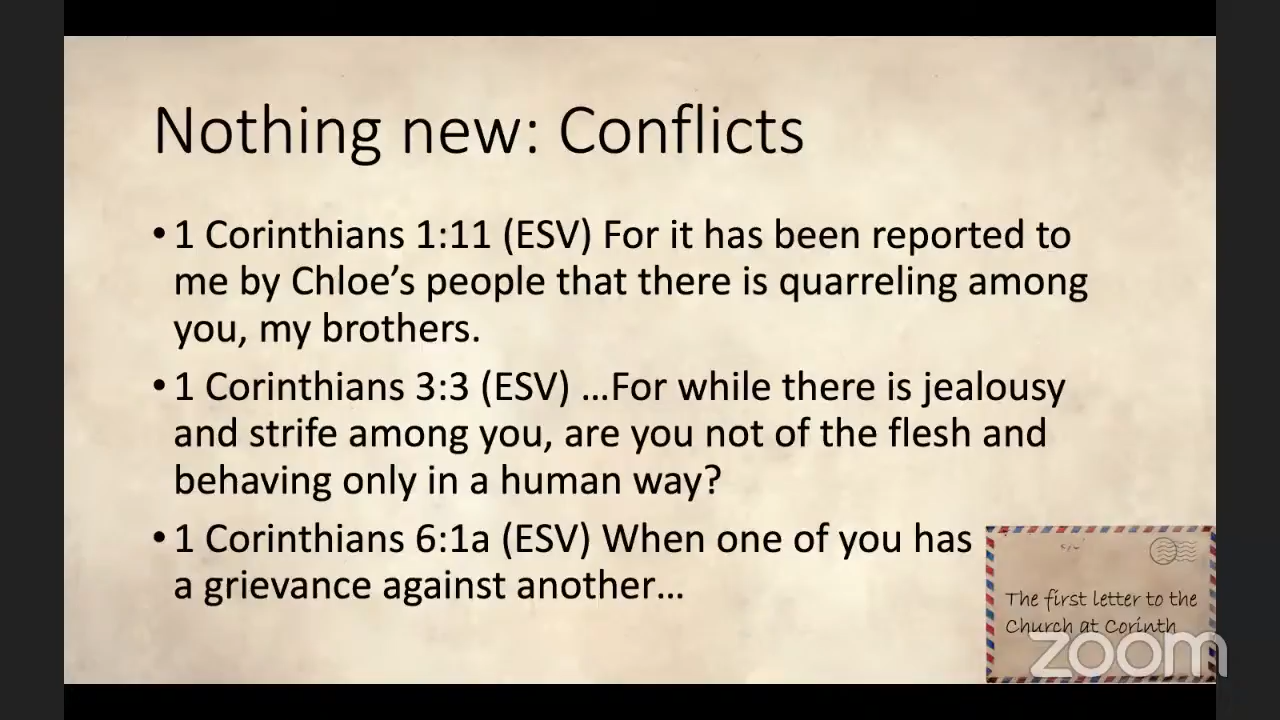 Nothing new: Conflicts
• 1 Corinthians 1:11 (ESV) For it has been reported to
me by Chloe’s people that there is quarreling among
you, my brothers.
• 1 Corinthians 3:3 (ESV) …For while there is jealousy
and strife among you, are you not of the flesh and
behaving only in a human way?
• 1 Corinthians 6:1a (ESV) When one of you has
a grievance against another…
The first letter to the
Church at Corinth
zoom